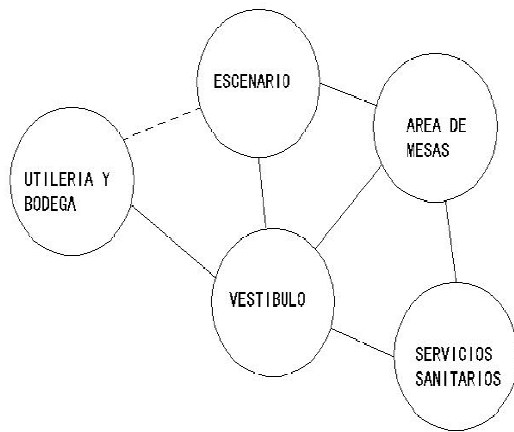 ESCENARIO
AREA DE
MESAS
UTILERIA Y
BODEGA
VESTIBULO
SERVICIOS
SANITARIOS